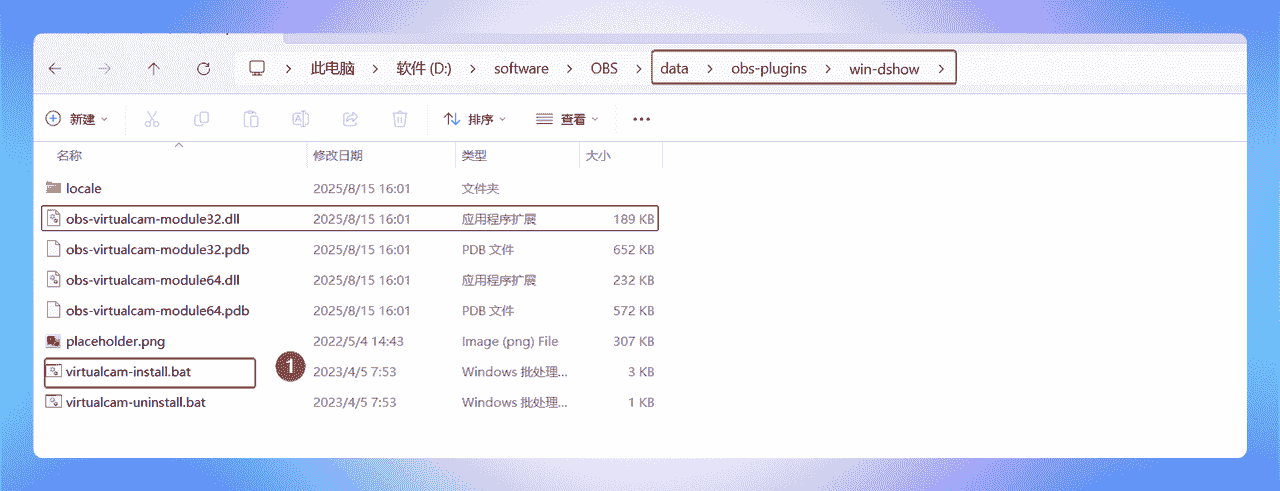 此电脑 软件 (D:) software OBS data obs-plugins win-dshow
新建 排序 查看
名称 修改日期 类型 大小
locale 2025/8/15 16:01 文件夹
obs-virtualcam-module32.dll 2025/8/15 16:01 应用程序扩展 189 KB
obs-virtualcam-module32.pdb 2025/8/15 16:01 PDB 文件 652 KB
obs-virtualcam-module64.dll 2025/8/15 16:01 应用程序扩展 232 KB
obs-virtualcam-module64.pdb 2025/8/15 16:01 PDB 文件 572 KB
placeholder.png 2022/5/4 14:43 Image (png) File 307 KB
virtualcam-install.bat 1 2023/4/5 7:53 Windows 批处理... 3 KB
virtualcam-uninstall.bat 2023/4/5 7:53 Windows 批处理... 1 KB